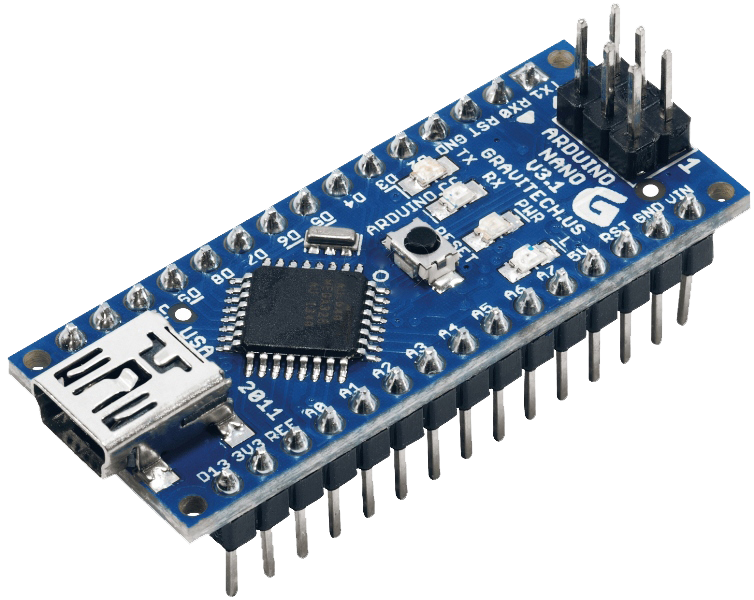 TX1
RX0
RST
GND
D2
D3
D4
D5
D6
D7
D8
D9
TX
RX
PWR
L
ARDUINO.CC
RESET
GRAVITECH.US
ARDUINO
NANO
V3.1
G
1
USA
2011
D13
3V3
REF
A0
A1
A2
A3
A4
A5
A6
A7
5V
RST
GND
VIN